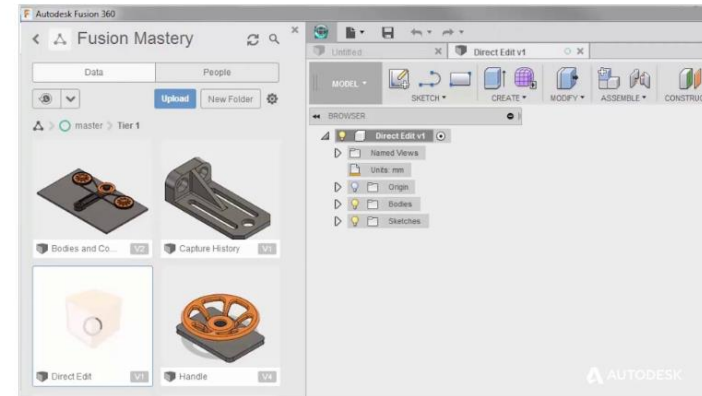 Autodesk Fusion 360
Fusion Mastery
Data People
Upload New Folder
master > Tier 1
Bodies and Co... V2
Capture History V1
Direct Edit V1
Handle V4
Untitled
Direct Edit v1
MODEL
SKETCH
CREATE
MODIFY
ASSEMBLE
CONSTRUC
BROWSER
Direct Edit v1
Named Views
Units: mm
Origin
Bodies
Sketches
AUTODESK